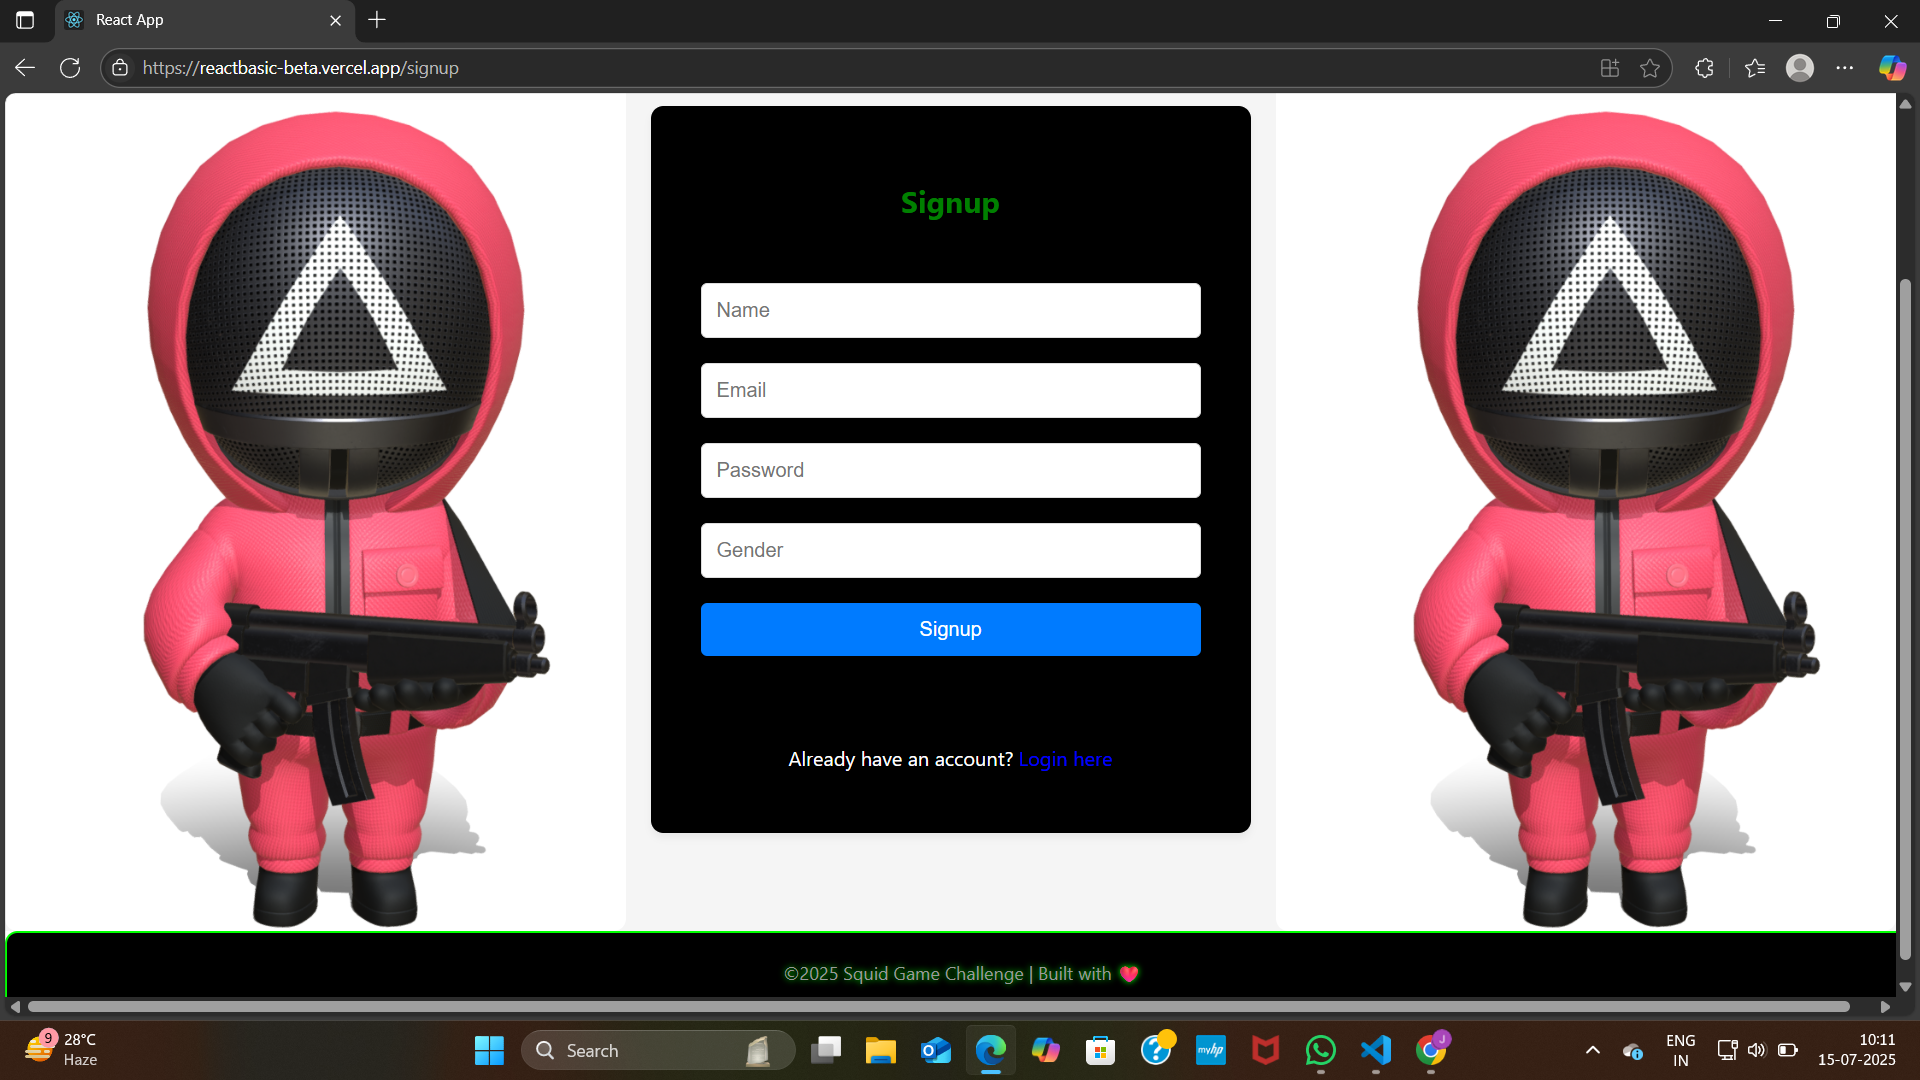 React App
https://reactbasic-beta.vercel.app/signup
Signup
Name
Email
Password
Gender
Signup
Already have an account? Login here
©2025 Squid Game Challenge | Built with ❤️
9
28°C
Haze
Search
myhp
J
ENG
IN
10:11
15-07-2025